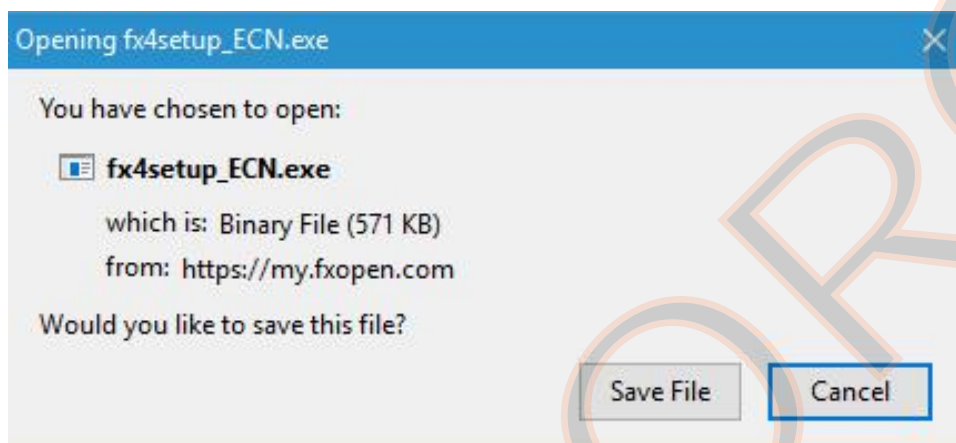 Opening fx4setup_ECN.exe
You have chosen to open:
fx4setup_ECN.exe
which is: Binary File (571 KB)
from: https://my.fxopen.com
Would you like to save this file?
Save File Cancel